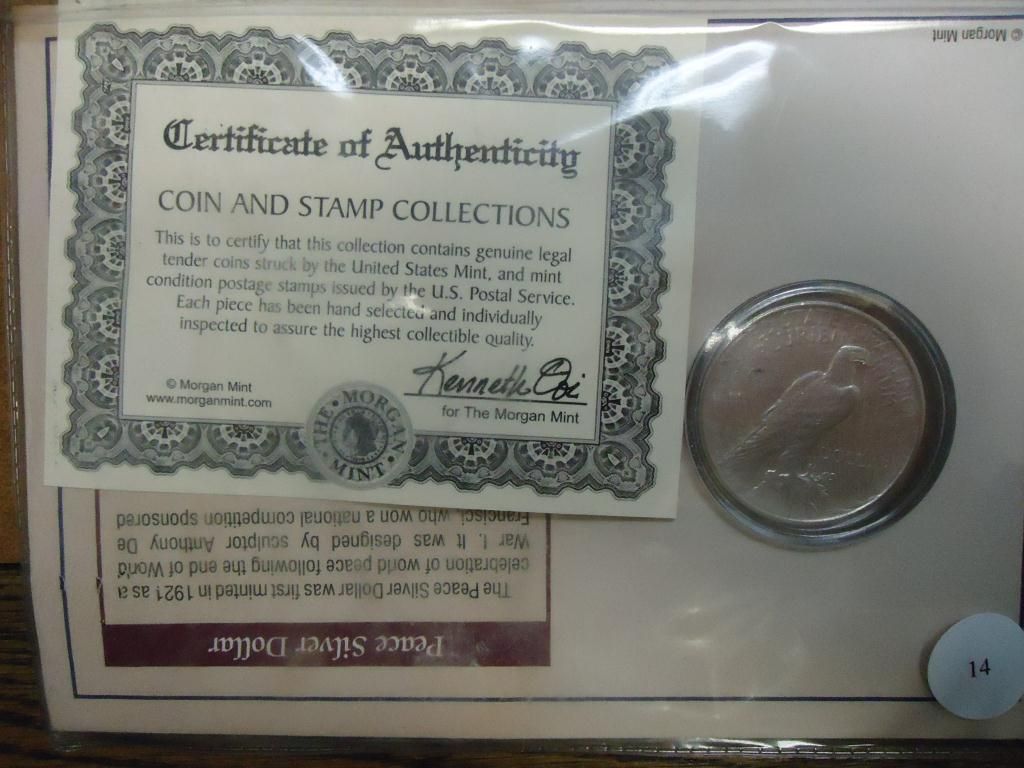 © Morgan Mint
Certificate of Authenticity
COIN AND STAMP COLLECTIONS
This is to certify that this collection contains genuine legal
tender coins struck by the United States Mint, and mint
condition postage stamps issued by the U.S. Postal Service.
Each piece has been hand selected and individually
inspected to assure the highest collectible quality.
© Morgan Mint
www.morganmint.com
Kenneth
for The Morgan Mint
THE • MORGAN
MINT •
Peace Silver Dollar
The Peace Silver Dollar was first minted in 1921 as a
celebration of world peace following the end of World
War I. It was designed by sculptor Anthony De
Francisci, who won a national competition sponsored
14